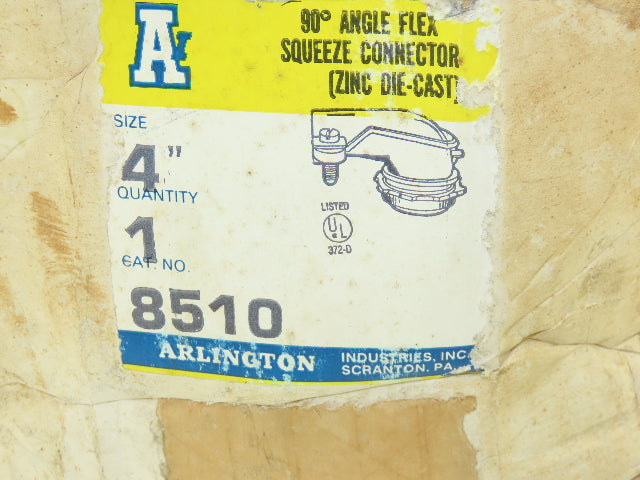 A
90° ANGLE FLEX
SQUEEZE CONNECTOR
(ZINC DIE-CAST)
SIZE
4"
QUANTITY
1
CAT. NO.
8510
LISTED
UL
372-D
ARLINGTON INDUSTRIES, INC.
SCRANTON, PA.